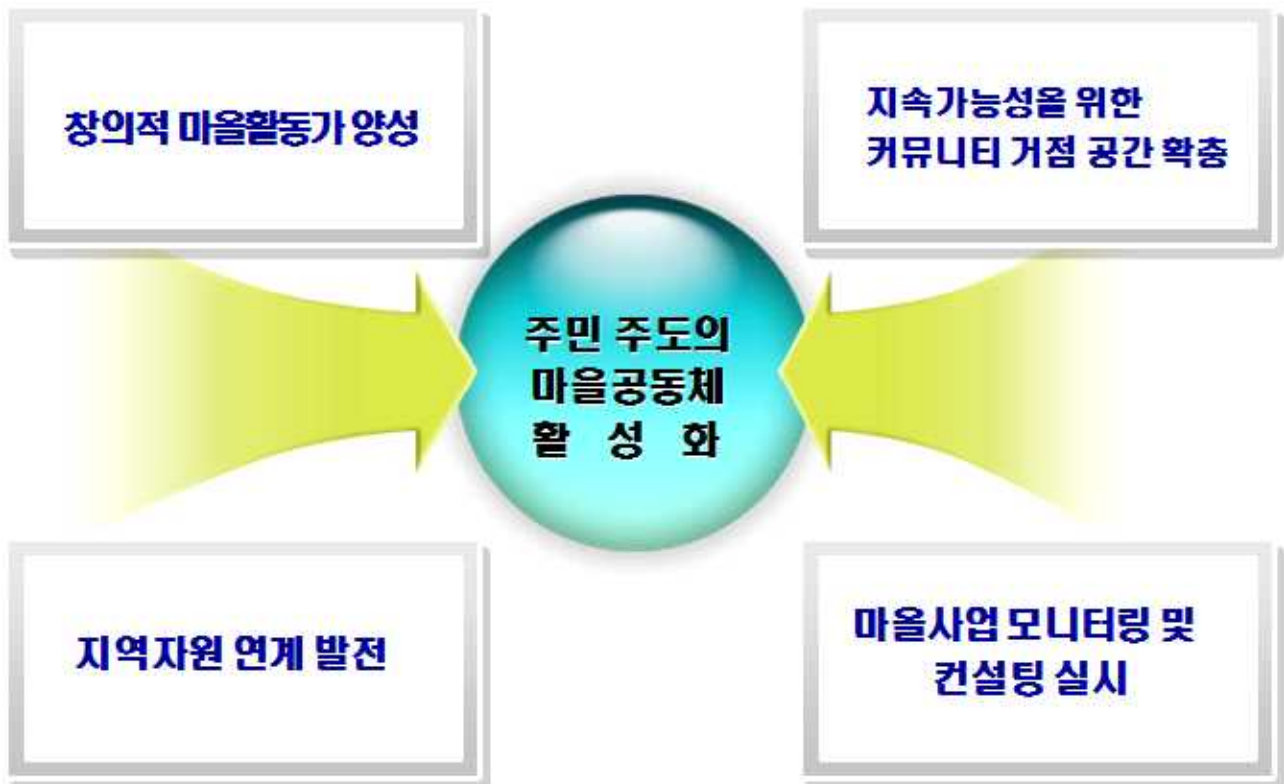 창의적 마을활동가 양성
지속가능성을 위한
커뮤니티 거점 공간 확충
주민 주도의
마을공동체
활 성 화
지역자원 연계 발전
마을사업 모니터링 및
컨설팅 실시